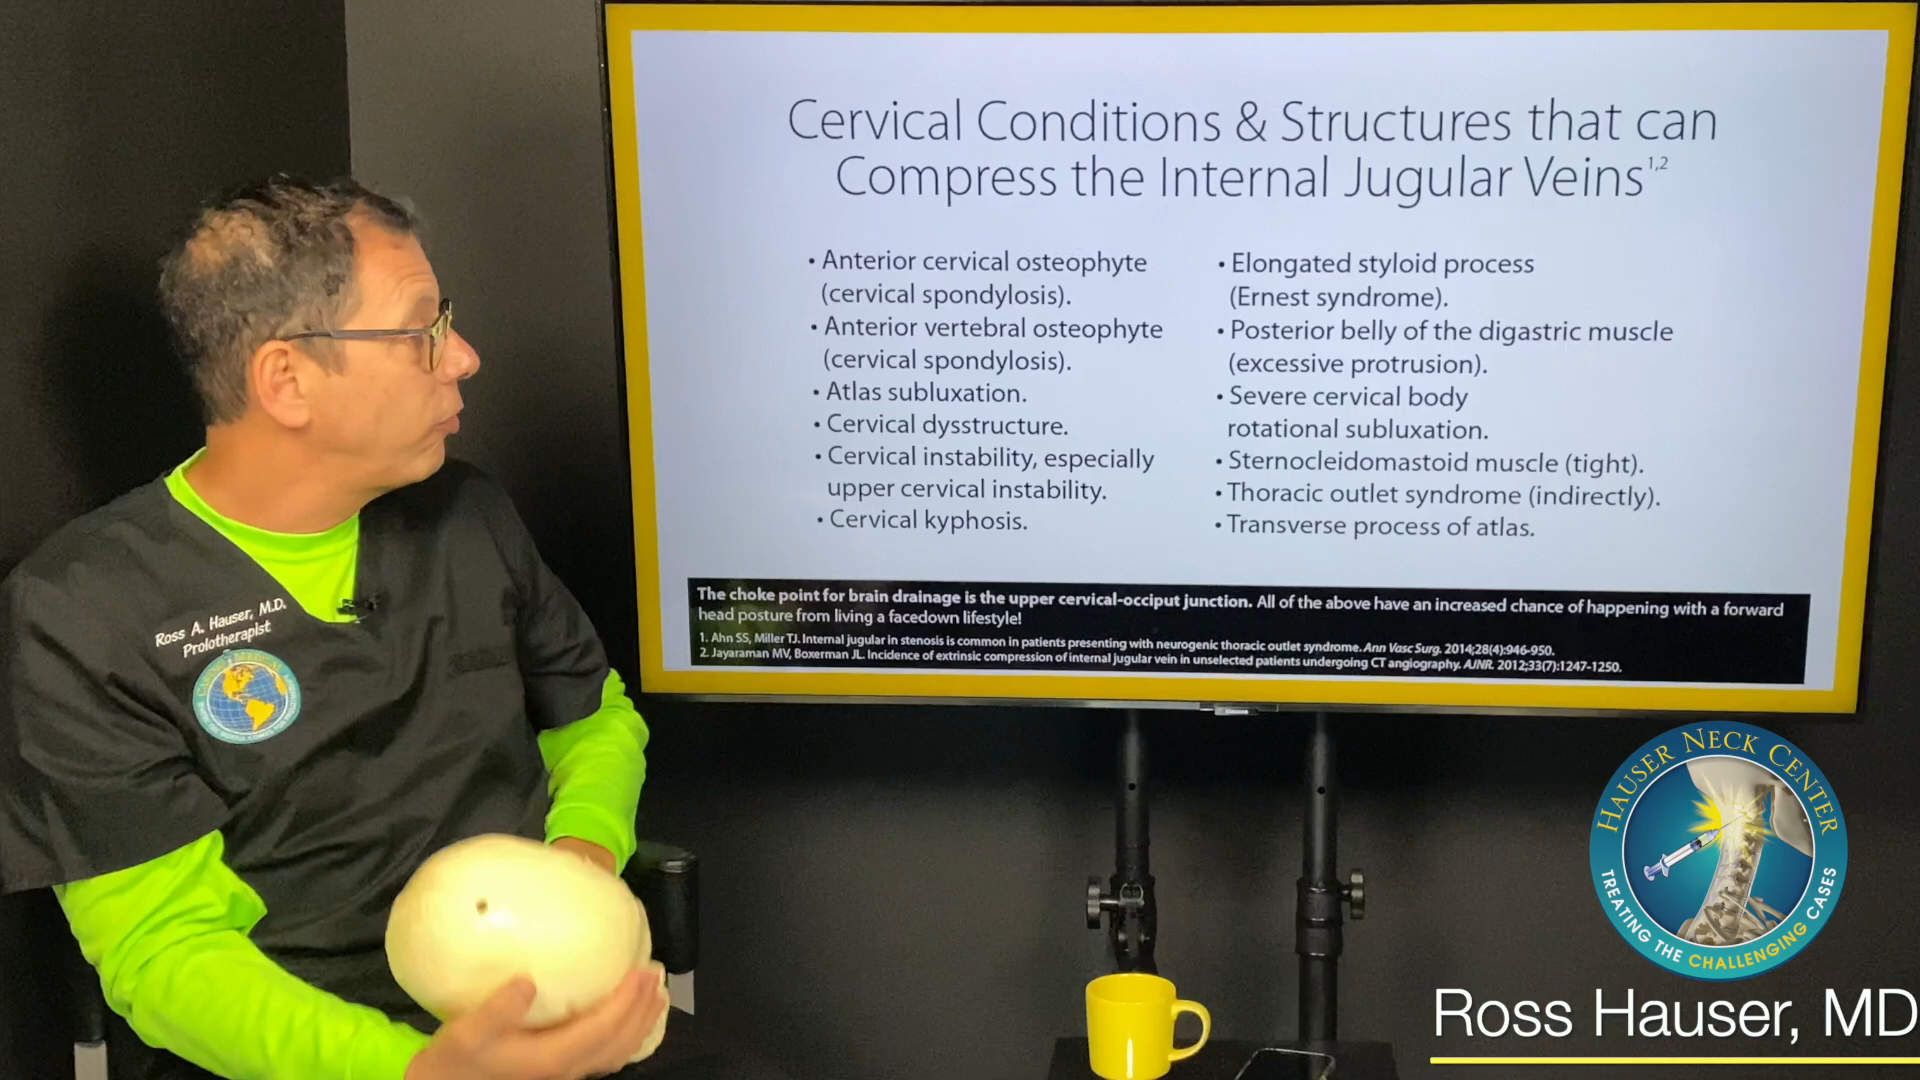 Cervical Conditions & Structures that can
Compress the Internal Jugular Veins1,2
• Anterior cervical osteophyte
(cervical spondylosis).
• Anterior vertebral osteophyte
(cervical spondylosis).
• Atlas subluxation.
• Cervical dysstructure.
• Cervical instability, especially
upper cervical instability.
• Cervical kyphosis.
• Elongated styloid process
(Ernest syndrome).
• Posterior belly of the digastric muscle
(excessive protrusion).
• Severe cervical body
rotational subluxation.
• Sternocleidomastoid muscle (tight).
• Thoracic outlet syndrome (indirectly).
• Transverse process of atlas.
The choke point for brain drainage is the upper cervical-occiput junction. All of the above have an increased chance of happening with a forward
head posture from living a facedown lifestyle!
1. Ahn SS, Miller TJ. Internal jugular in stenosis is common in patients presenting with neurogenic thoracic outlet syndrome. Ann Vasc Surg. 2014;28(4):946-950.
2. Jayaraman MV, Boxerman JL. Incidence of extrinsic compression of internal jugular vein in unselected patients undergoing CT angiography. AJNR. 2012;33(7):1247-1250.
Ross A. Hauser, M.D.
Prolotherapist
HAUSER NECK CENTER
TREATING THE CHALLENGING CASES
Ross Hauser, MD